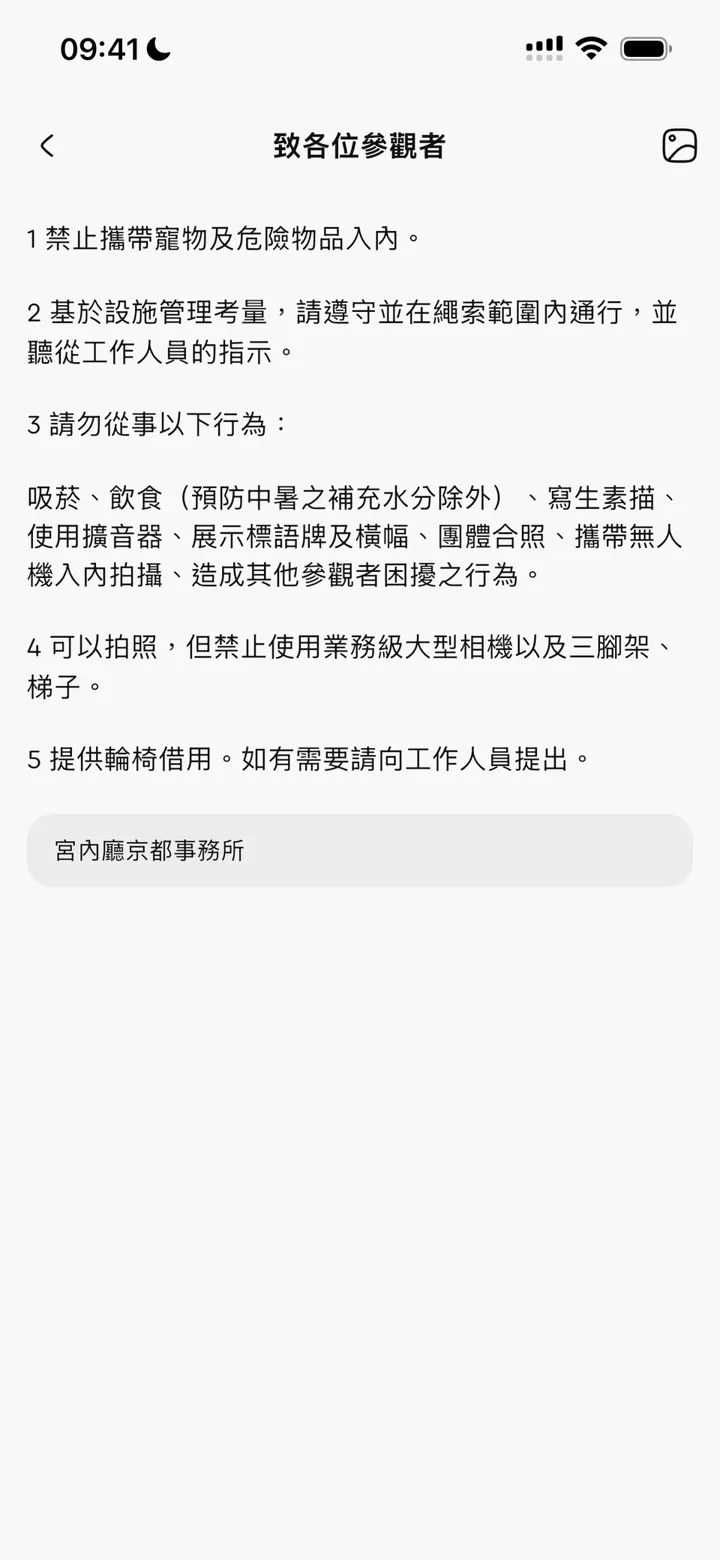 09:41
致各位參觀者
1 禁止攜帶寵物及危險物品入內。
2 基於設施管理考量，請遵守並在繩索範圍內通行，並
聽從工作人員的指示。
3 請勿從事以下行為：
吸菸、飲食（預防中暑之補充水分除外）、寫生素描、
使用擴音器、展示標語牌及橫幅、團體合照、攜帶無人
機入內拍攝、造成其他參觀者困擾之行為。
4 可以拍照，但禁止使用業務級大型相機以及三腳架、
梯子。
5 提供輪椅借用。如有需要請向工作人員提出。
宮內廳京都事務所